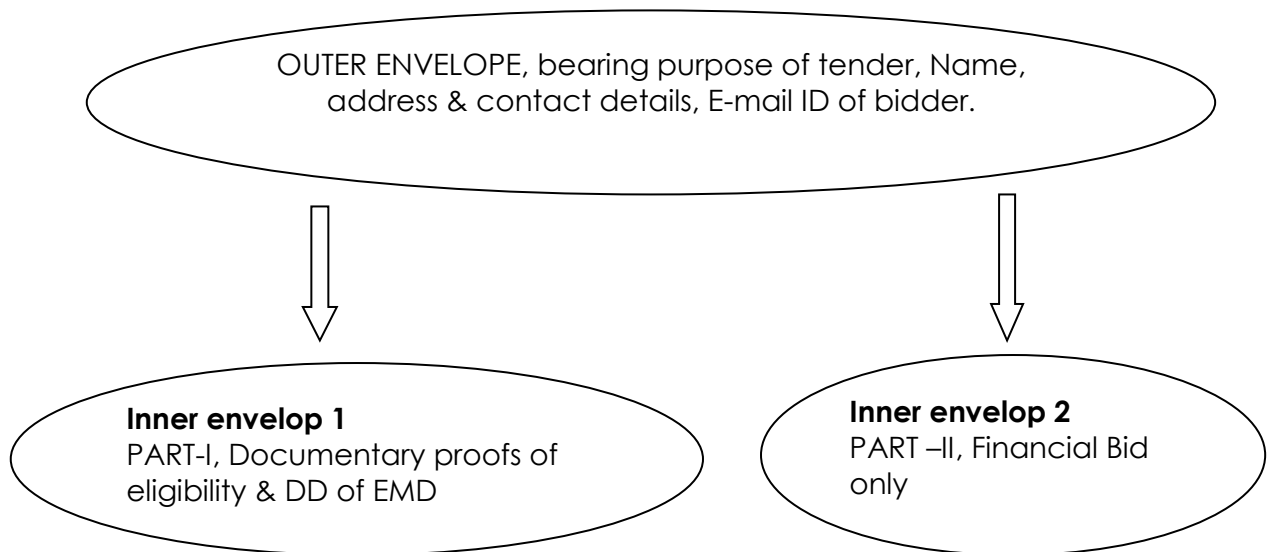 OUTER ENVELOPE, bearing purpose of tender, Name,
address & contact details, E-mail ID of bidder.
Inner envelop 1
PART-I, Documentary proofs of
eligibility & DD of EMD
Inner envelop 2
PART –II, Financial Bid
only